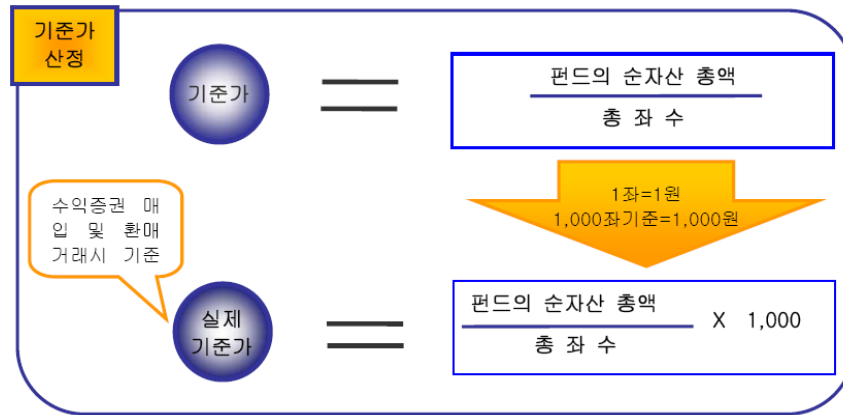 기준가
산정
기준가
펀드의 순자산 총액
총 좌 수
1좌=1원
1,000좌기준=1,000원
수익증권 매
입 및 환매
거래시 기준
실제
기준가
펀드의 순자산 총액
총 좌 수
X 1,000